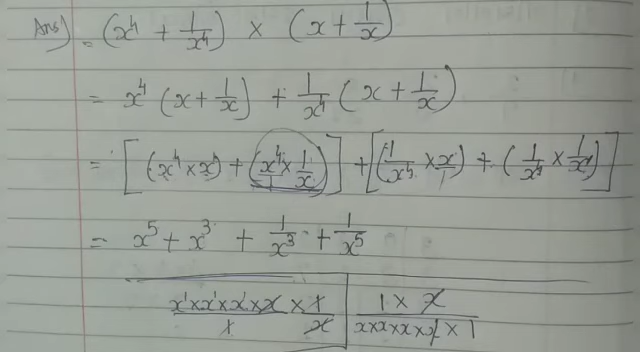 Ans) = (x⁴ + 1/x⁴) × (x + 1/x)
= x⁴ (x + 1/x) + 1/x⁴ (x + 1/x)
= [(x⁴ × x) + (x⁴/1 × 1/x)] + [(1/x⁴ × x/1) + (1/x⁴ × 1/x)]
= x⁵ + x³ + 1/x³ + 1/x⁵
x × x × x × x × 1 / 1 x | 1 × x / x × x × x × x × 1